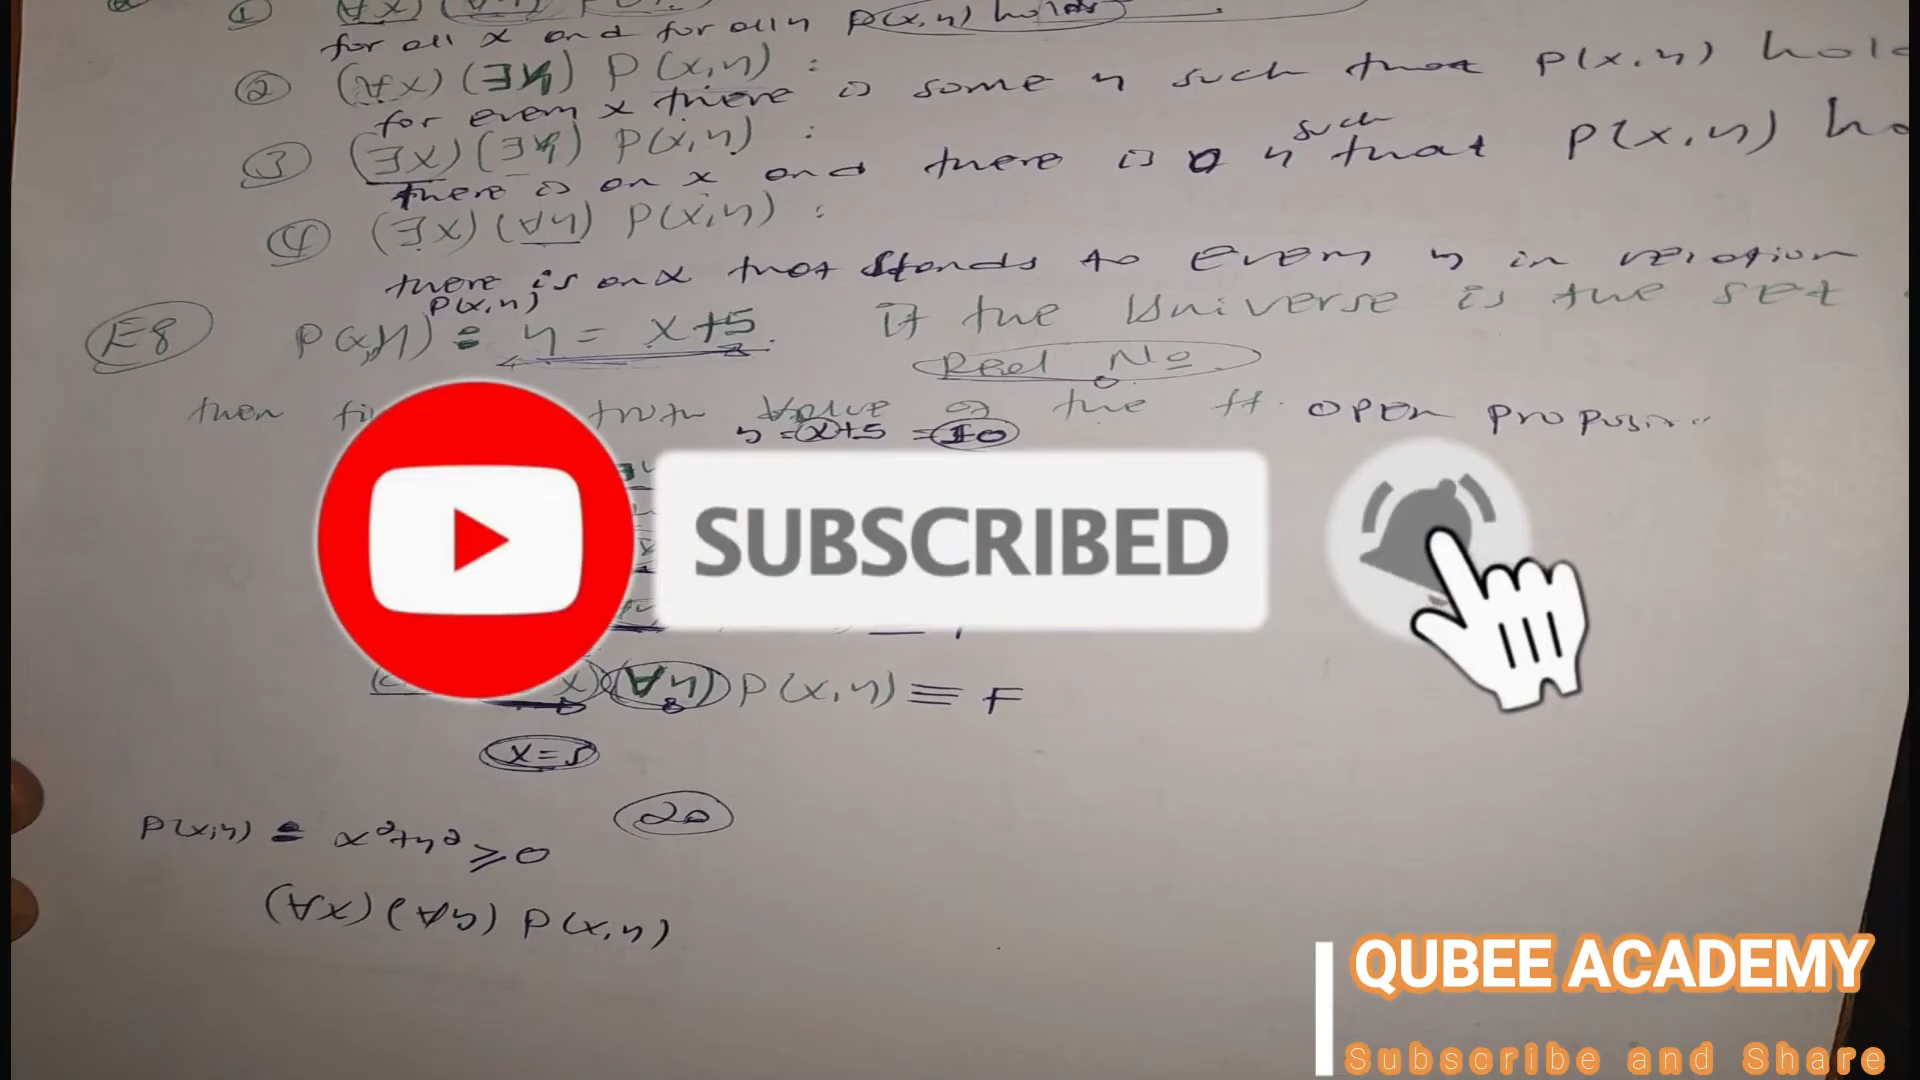 ① (∀x) (∀y) P(x,y)
for all x and for all y P(x,y) holds
② (∀x) (∃y) P(x,y) :
for every x there is some y such that P(x,y) hol
③ (∃x) (∃y) P(x,y) :
there is an x and there is a y such that P(x,y) ho
④ (∃x) (∀y) P(x,y) :
there is an x that stands to every y in relation
P(x,y)
Eg P(x,y) : y = x+5 If the Universe is the set
Real No
then fi truth value of the ff. open proposi
y = x+5 = 10
SUBSCRIBED
(∀y) P(x,y) ≡ F
x = 5
20
P(x,y) = x²+y² ≥ 0
(∀x) (∀y) P(x,y)
QUBEE ACADEMY
Subscribe and Share